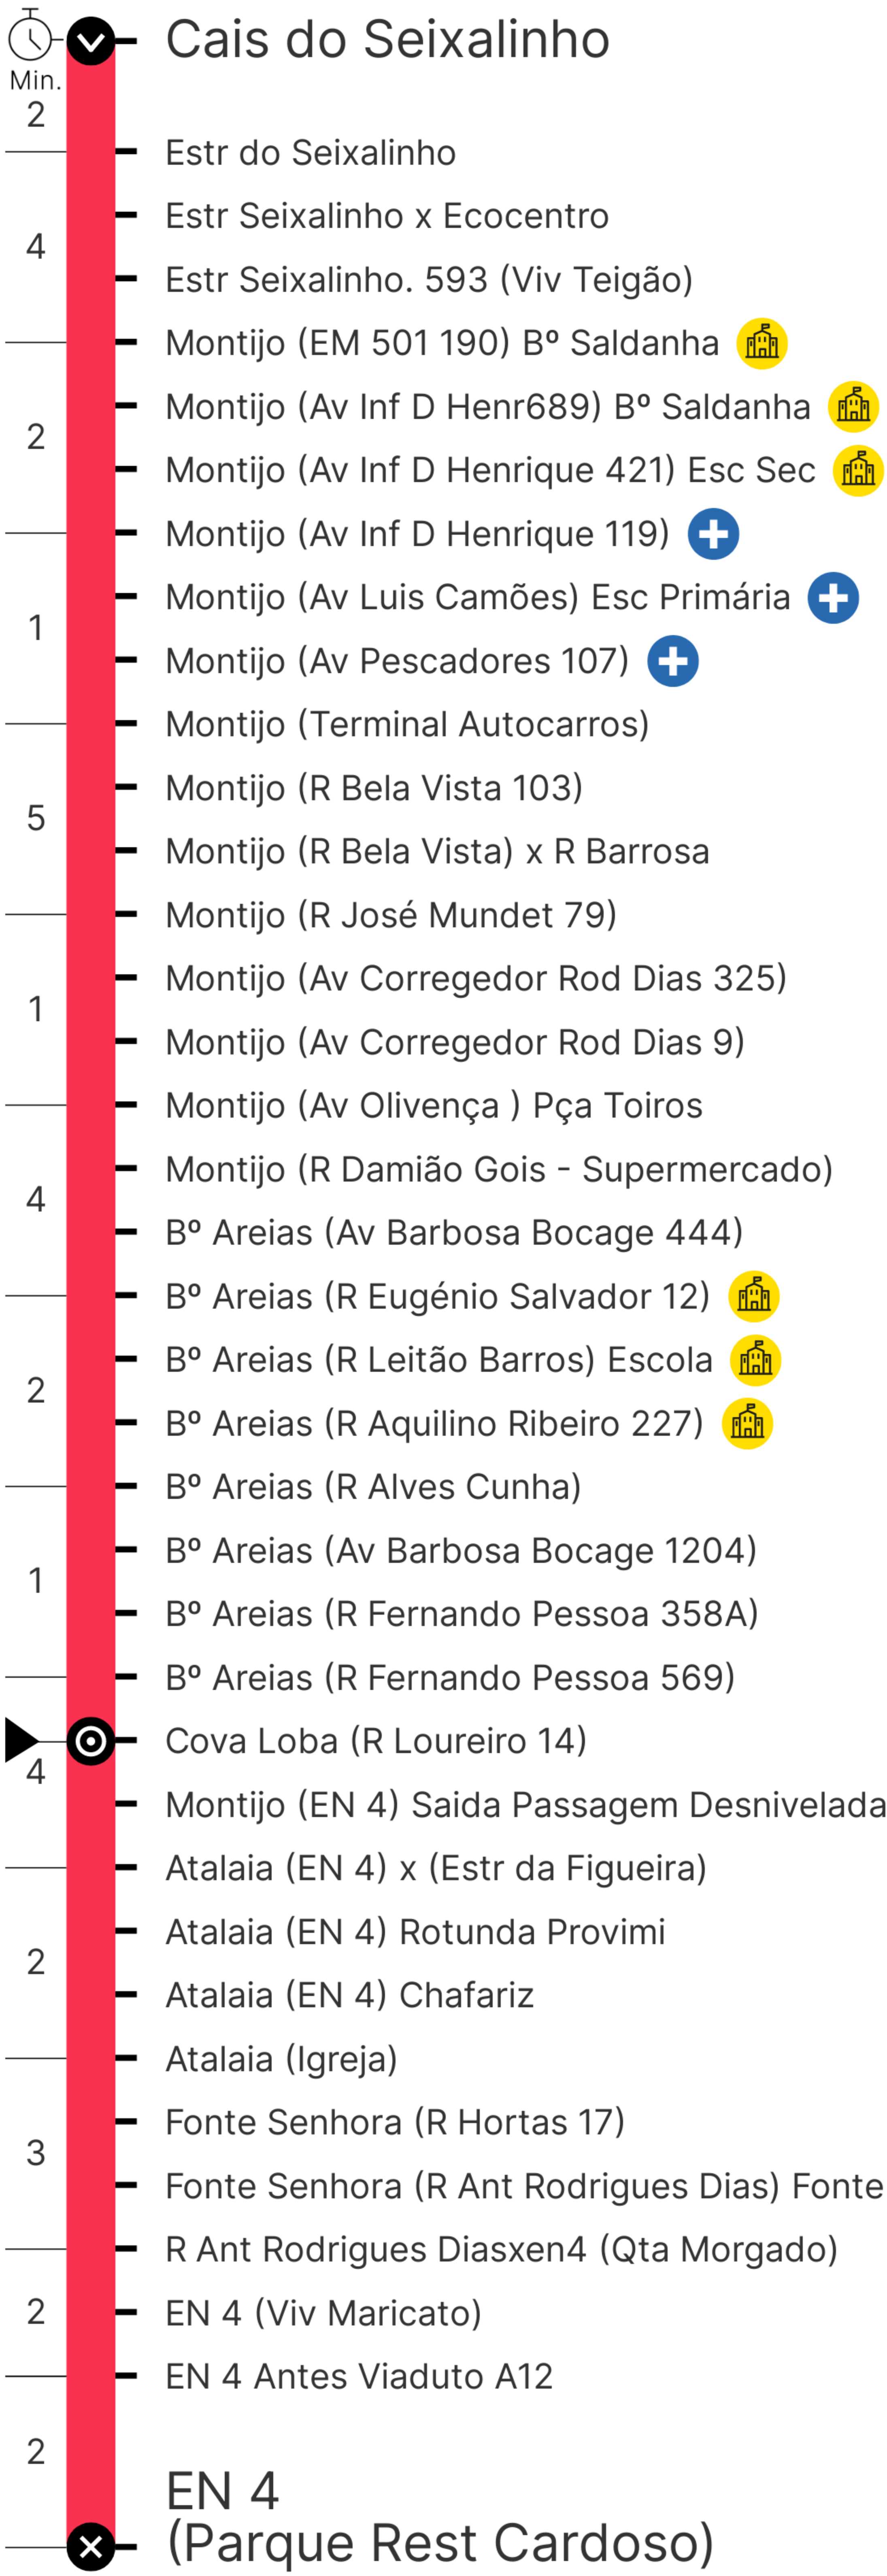 Cais do Seixalinho
Min.
2
Estr do Seixalinho
Estr Seixalinho x Ecocentro
4
Estr Seixalinho. 593 (Viv Teigão)
Montijo (EM 501 190) Bº Saldanha
Montijo (Av Inf D Henr689) Bº Saldanha
2
Montijo (Av Inf D Henrique 421) Esc Sec
Montijo (Av Inf D Henrique 119)
Montijo (Av Luis Camões) Esc Primária
1
Montijo (Av Pescadores 107)
Montijo (Terminal Autocarros)
Montijo (R Bela Vista 103)
5
Montijo (R Bela Vista) x R Barrosa
Montijo (R José Mundet 79)
Montijo (Av Corregedor Rod Dias 325)
1
Montijo (Av Corregedor Rod Dias 9)
Montijo (Av Olivença ) Pça Toiros
Montijo (R Damião Gois - Supermercado)
4
Bº Areias (Av Barbosa Bocage 444)
Bº Areias (R Eugénio Salvador 12)
Bº Areias (R Leitão Barros) Escola
2
Bº Areias (R Aquilino Ribeiro 227)
Bº Areias (R Alves Cunha)
Bº Areias (Av Barbosa Bocage 1204)
1
Bº Areias (R Fernando Pessoa 358A)
Bº Areias (R Fernando Pessoa 569)
Cova Loba (R Loureiro 14)
4
Montijo (EN 4) Saida Passagem Desnivelada
Atalaia (EN 4) x (Estr da Figueira)
Atalaia (EN 4) Rotunda Provimi
2
Atalaia (EN 4) Chafariz
Atalaia (Igreja)
Fonte Senhora (R Hortas 17)
3
Fonte Senhora (R Ant Rodrigues Dias) Fonte
R Ant Rodrigues Diasxen4 (Qta Morgado)
2
EN 4 (Viv Maricato)
EN 4 Antes Viaduto A12
2
EN 4
(Parque Rest Cardoso)